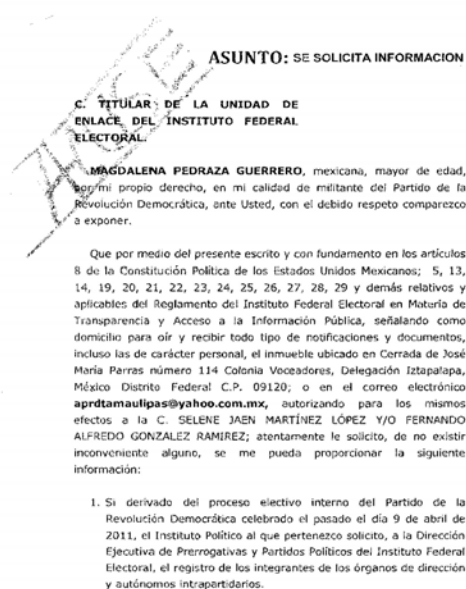 ASUNTO: SE SOLICITA INFORMACION
ACUSE
C. TITULAR DE LA UNIDAD DE
ENLACE DEL INSTITUTO FEDERAL
ELECTORAL.
MAGDALENA PEDRAZA GUERRERO, mexicana, mayor de edad,
por mi propio derecho, en mi calidad de militante del Partido de la
Revolución Democrática, ante Usted, con el debido respeto comparezco
a exponer.
Que por medio del presente escrito y con fundamento en los artículos
8 de la Constitución Política de los Estados Unidos Mexicanos; 5, 13,
14, 19, 20, 21, 22, 23, 24, 25, 26, 27, 28, 29 y demás relativos y
aplicables del Reglamento del Instituto Federal Electoral en Materia de
Transparencia y Acceso a la Información Pública, señalando como
domicilio para oír y recibir todo tipo de notificaciones y documentos,
incluso las de carácter personal, el inmueble ubicado en Cerrada de José
María Parras número 114 Colonia Voceadores, Delegación Iztapalapa,
México Distrito Federal C.P. 09120; o en el correo electrónico
aprdtamaulipas@yahoo.com.mx, autorizando para los mismos
efectos a la C. SELENE JAEN MARTÍNEZ LÓPEZ Y/O FERNANDO
ALFREDO GONZALEZ RAMIREZ; atentamente le solicito, de no existir
inconveniente alguno, se me pueda proporcionar la siguiente
información:
1. Si derivado del proceso electivo interno del Partido de la
Revolución Democrática celebrado el pasado el día 9 de abril de
2011, el Instituto Político al que pertenezco solicito, a la Dirección
Ejecutiva de Prerrogativas y Partidos Políticos del Instituto Federal
Electoral, el registro de los integrantes de los órganos de dirección
y autónomos intrapartidarios.